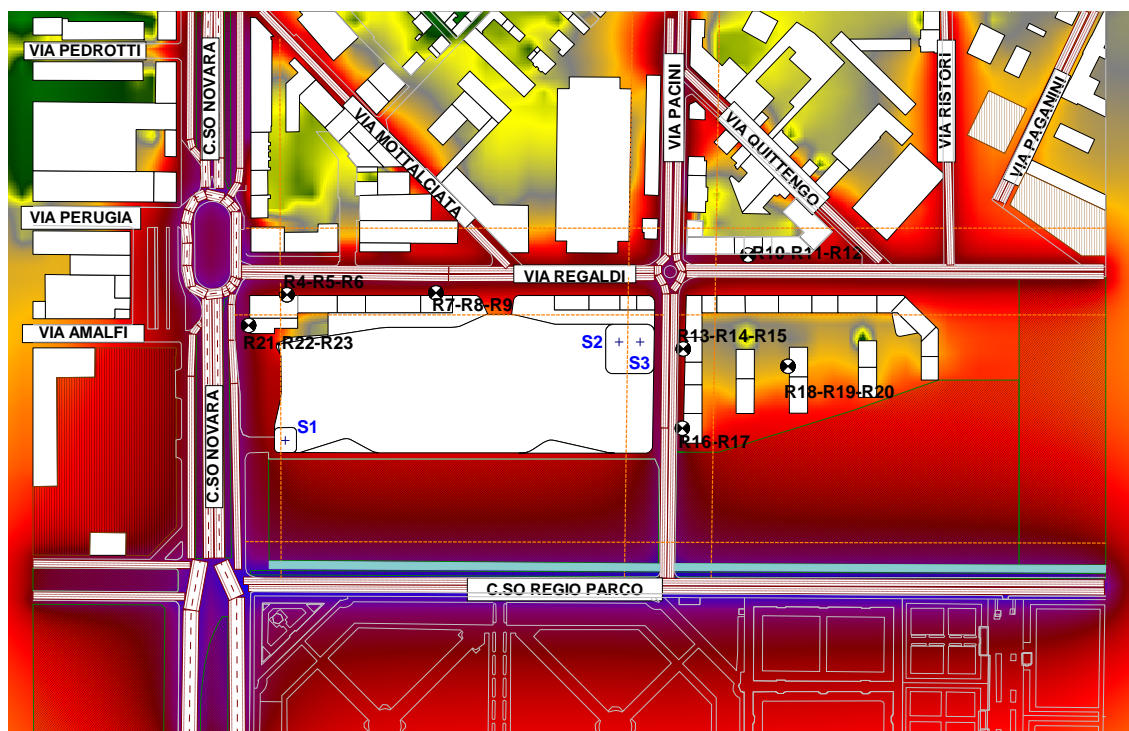 VIA PEDROTTI
C.SO NOVARA
VIA MOTTALCIATA
VIA PACINI
VIA QUITTENGO
VIA RISTORI
VIA PAGANINI
VIA PERUGIA
R10-R11-R12
VIA REGALDI
R4-R5-R6
R7-R8-R9
VIA AMALFI
R21-R22-R23
S2
S3
R13-R14-R15
R18-R19-R20
C.SO NOVARA
S1
R16-R17
C.SO REGIO PARCO